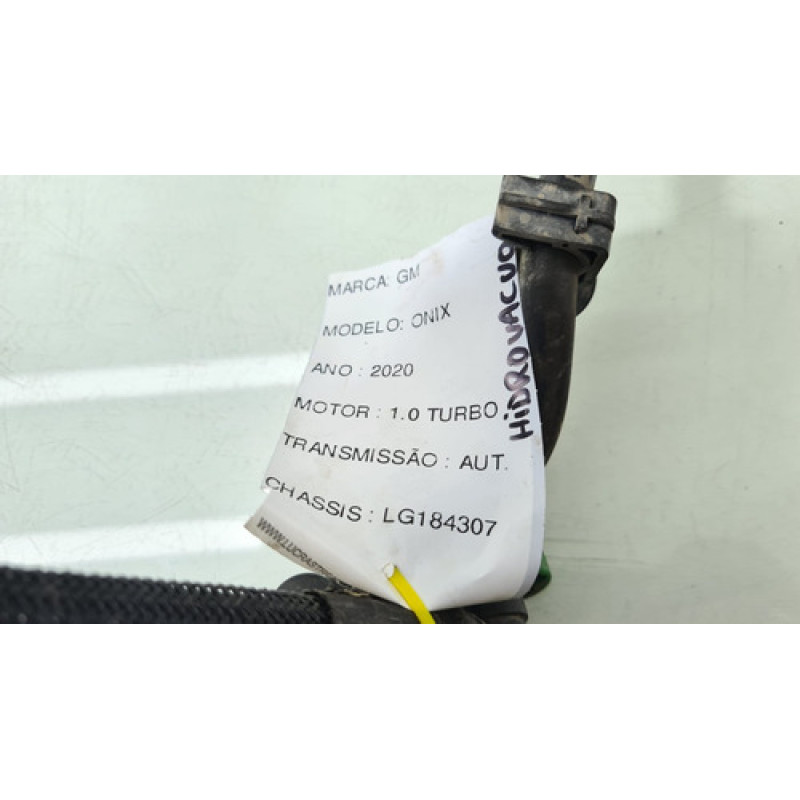 MARCA: GM
MODELO: ONIX
ANO : 2020
MOTOR : 1.0 TURBO
TRANSMISSÃO : AUT.
CHASSIS : LG184307
HiDROVACUO